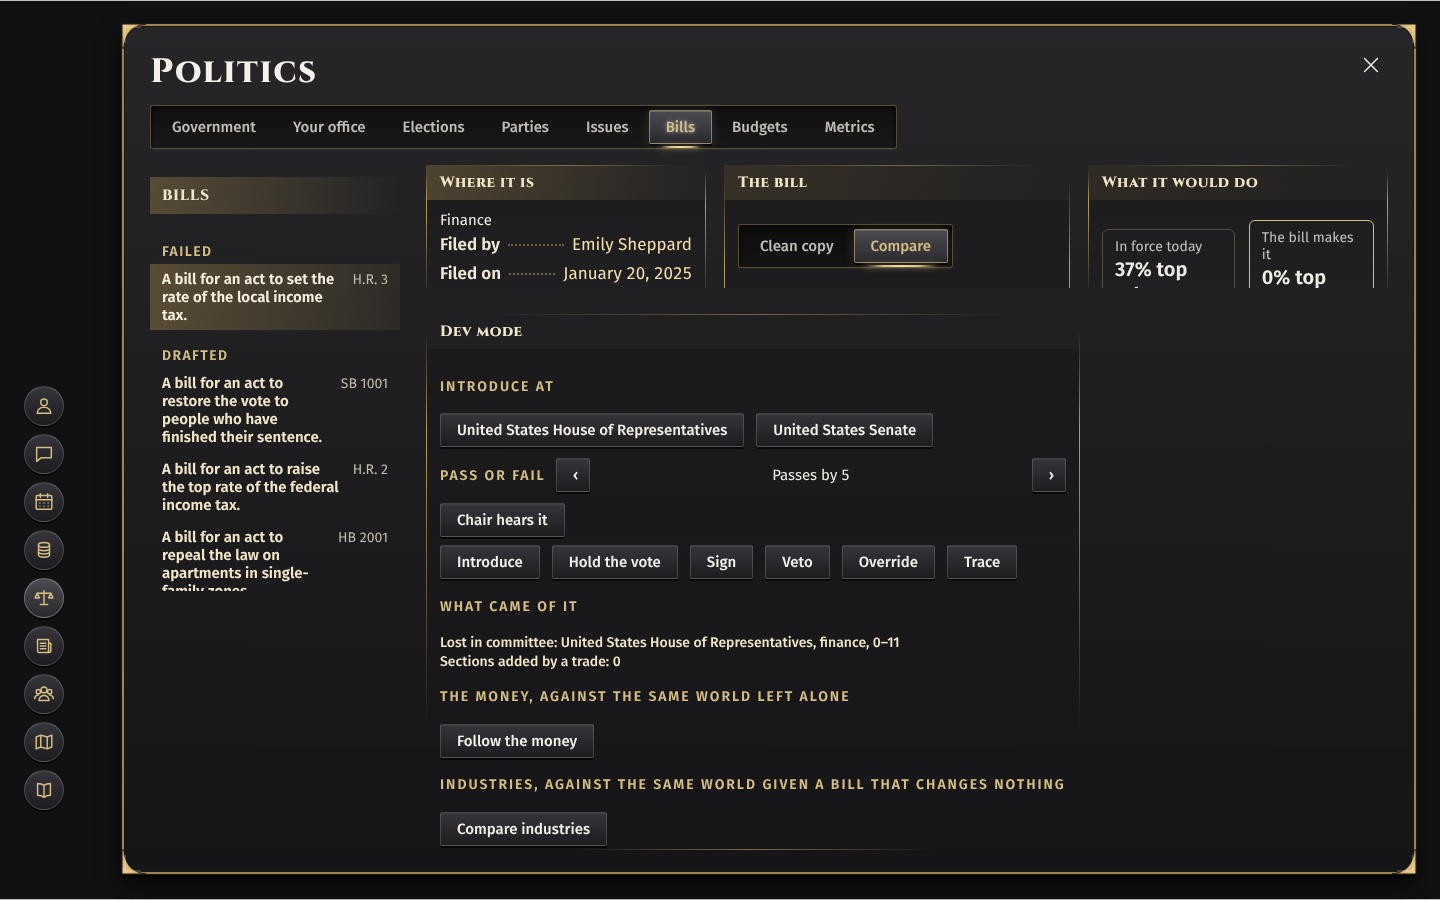 Politics
Government Your office Elections Parties Issues Bills Budgets Metrics
BILLS
FAILED
A bill for an act to set the H.R. 3
rate of the local income
tax.
DRAFTED
A bill for an act to SB 1001
restore the vote to
people who have
finished their sentence.
A bill for an act to raise H.R. 2
the top rate of the federal
income tax.
A bill for an act to HB 2001
repeal the law on
apartments in single-
family zones
Where it is
Finance
Filed by Emily Sheppard
Filed on January 20, 2025
The bill
Clean copy Compare
What it would do
In force today
37% top
The bill makes
it
0% top
Dev mode
INTRODUCE AT
United States House of Representatives United States Senate
PASS OR FAIL ‹ Passes by 5 ›
Chair hears it
Introduce Hold the vote Sign Veto Override Trace
WHAT CAME OF IT
Lost in committee: United States House of Representatives, finance, 0–11
Sections added by a trade: 0
THE MONEY, AGAINST THE SAME WORLD LEFT ALONE
Follow the money
INDUSTRIES, AGAINST THE SAME WORLD GIVEN A BILL THAT CHANGES NOTHING
Compare industries